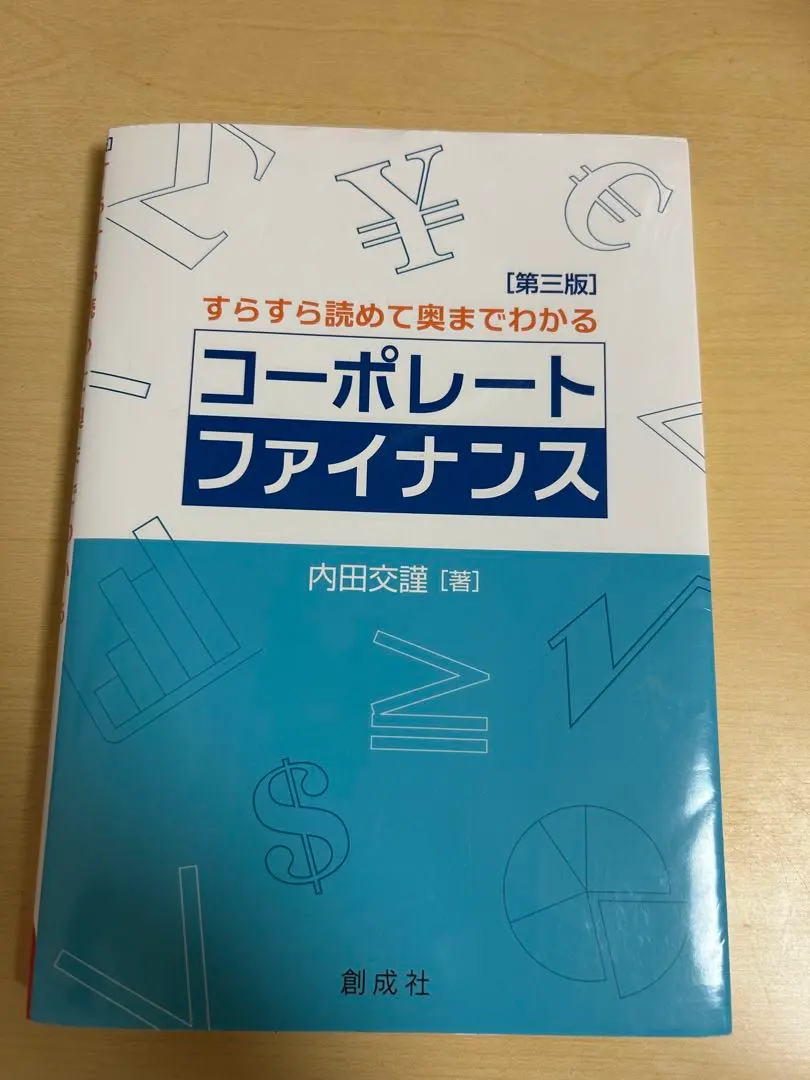 [第三版]
すらすら読めて奥までわかる
コーポレート
ファイナンス
内田交謹[著]
創成社